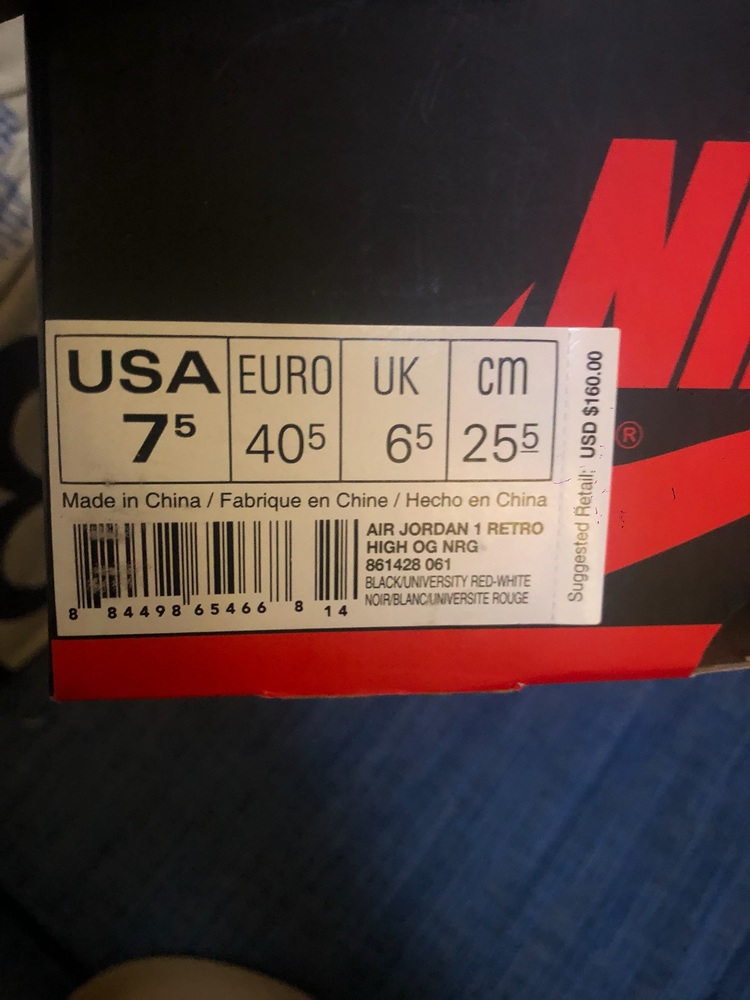 USA EURO UK cm
7⁵ 40⁵ 6⁵ 25⁵
Made in China / Fabrique en Chine / Hecho en China
AIR JORDAN 1 RETRO
HIGH OG NRG
861428 061
BLACK/UNIVERSITY RED-WHITE
NOIR/BLANC/UNIVERSITE ROUGE
8 84498 65466 8 14
Suggested Retail: USD $160.00
®